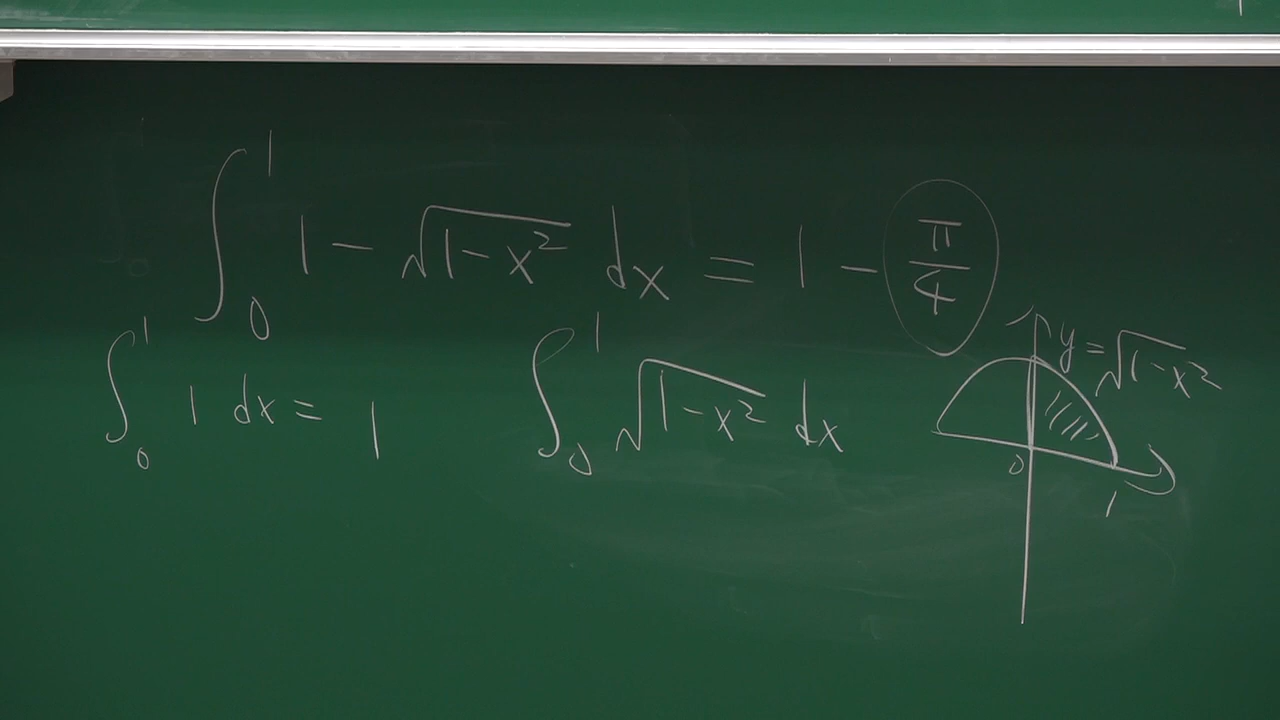 ∫₀¹ 1 − √(1−x²) dx = 1 − π/4
∫₀¹ 1 dx = 1
∫₀¹ √(1−x²) dx
y = √(1−x²)
0
1